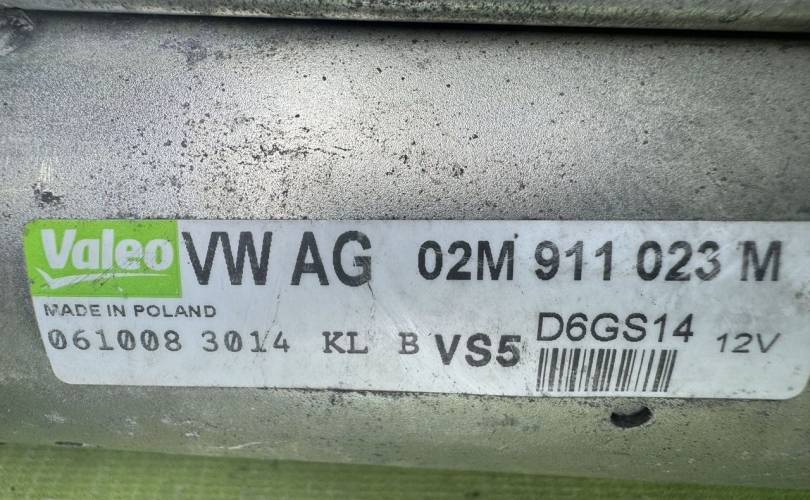 Valeo VW AG 02M 911 023 M
MADE IN POLAND
061008 3014 KL B VS5 D6GS14 12V